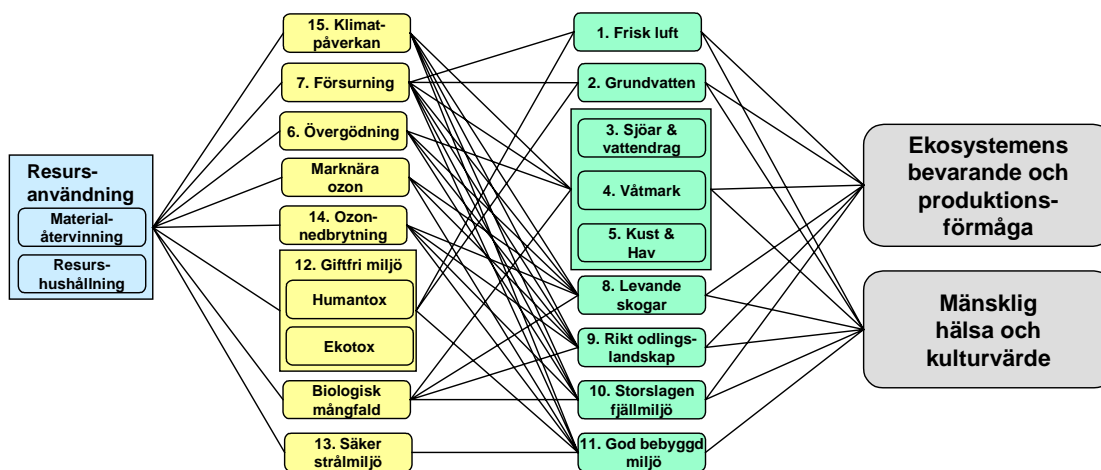 Resurs-
användning
Material-
återvinning
Resurs-
hushållning
15. Klimat-
påverkan
7. Försurning
6. Övergödning
Marknära
ozon
14. Ozon-
nedbrytning
12. Giftfri miljö
Humantox
Ekotox
Biologisk
mångfald
13. Säker
strålmiljö
1. Frisk luft
2. Grundvatten
3. Sjöar &
vattendrag
4. Våtmark
5. Kust &
Hav
8. Levande
skogar
9. Rikt odlings-
landskap
10. Storslagen
fjällmiljö
11. God bebyggd
miljö
Ekosystemens
bevarande och
produktions-
förmåga
Mänsklig
hälsa och
kulturvärde